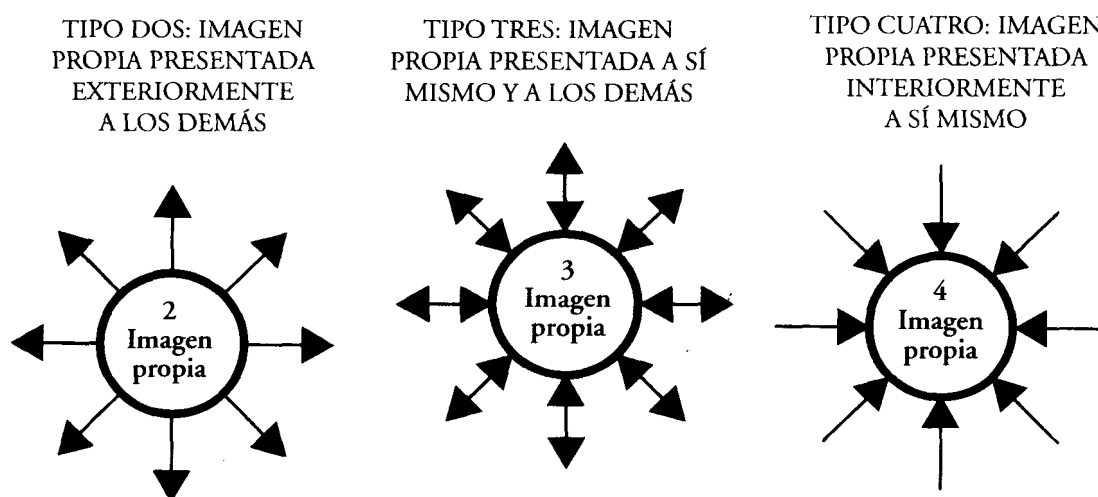 TIPO DOS: IMAGEN
PROPIA PRESENTADA
EXTERIORMENTE
A LOS DEMÁS
TIPO TRES: IMAGEN
PROPIA PRESENTADA A SÍ
MISMO Y A LOS DEMÁS
TIPO CUATRO: IMAGEN
PROPIA PRESENTADA
INTERIORMENTE
A SÍ MISMO
2
Imagen
propia
3
Imagen
propia
4
Imagen
propia